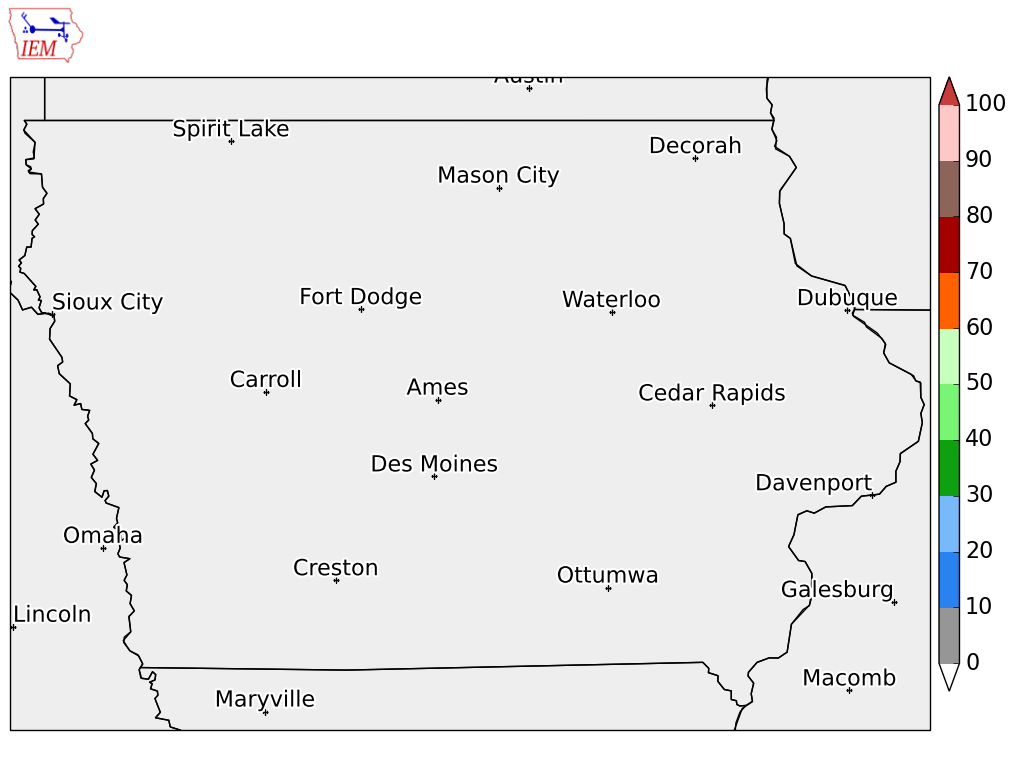 IEM
Austin
Spirit Lake
Decorah
Mason City
Sioux City
Fort Dodge
Waterloo
Dubuque
Carroll
Ames
Cedar Rapids
Des Moines
Davenport
Omaha
Creston
Ottumwa
Galesburg
Lincoln
Macomb
Maryville
100
90
80
70
60
50
40
30
20
10
0